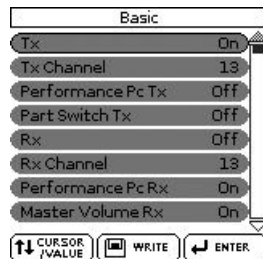 Basic
Tx On
Tx Channel 13
Performance Pc Tx Off
Part Switch Tx Off
Rx Off
Rx Channel 13
Performance Pc Rx On
Master Volume Rx On
CURSOR /VALUE WRITE ENTER